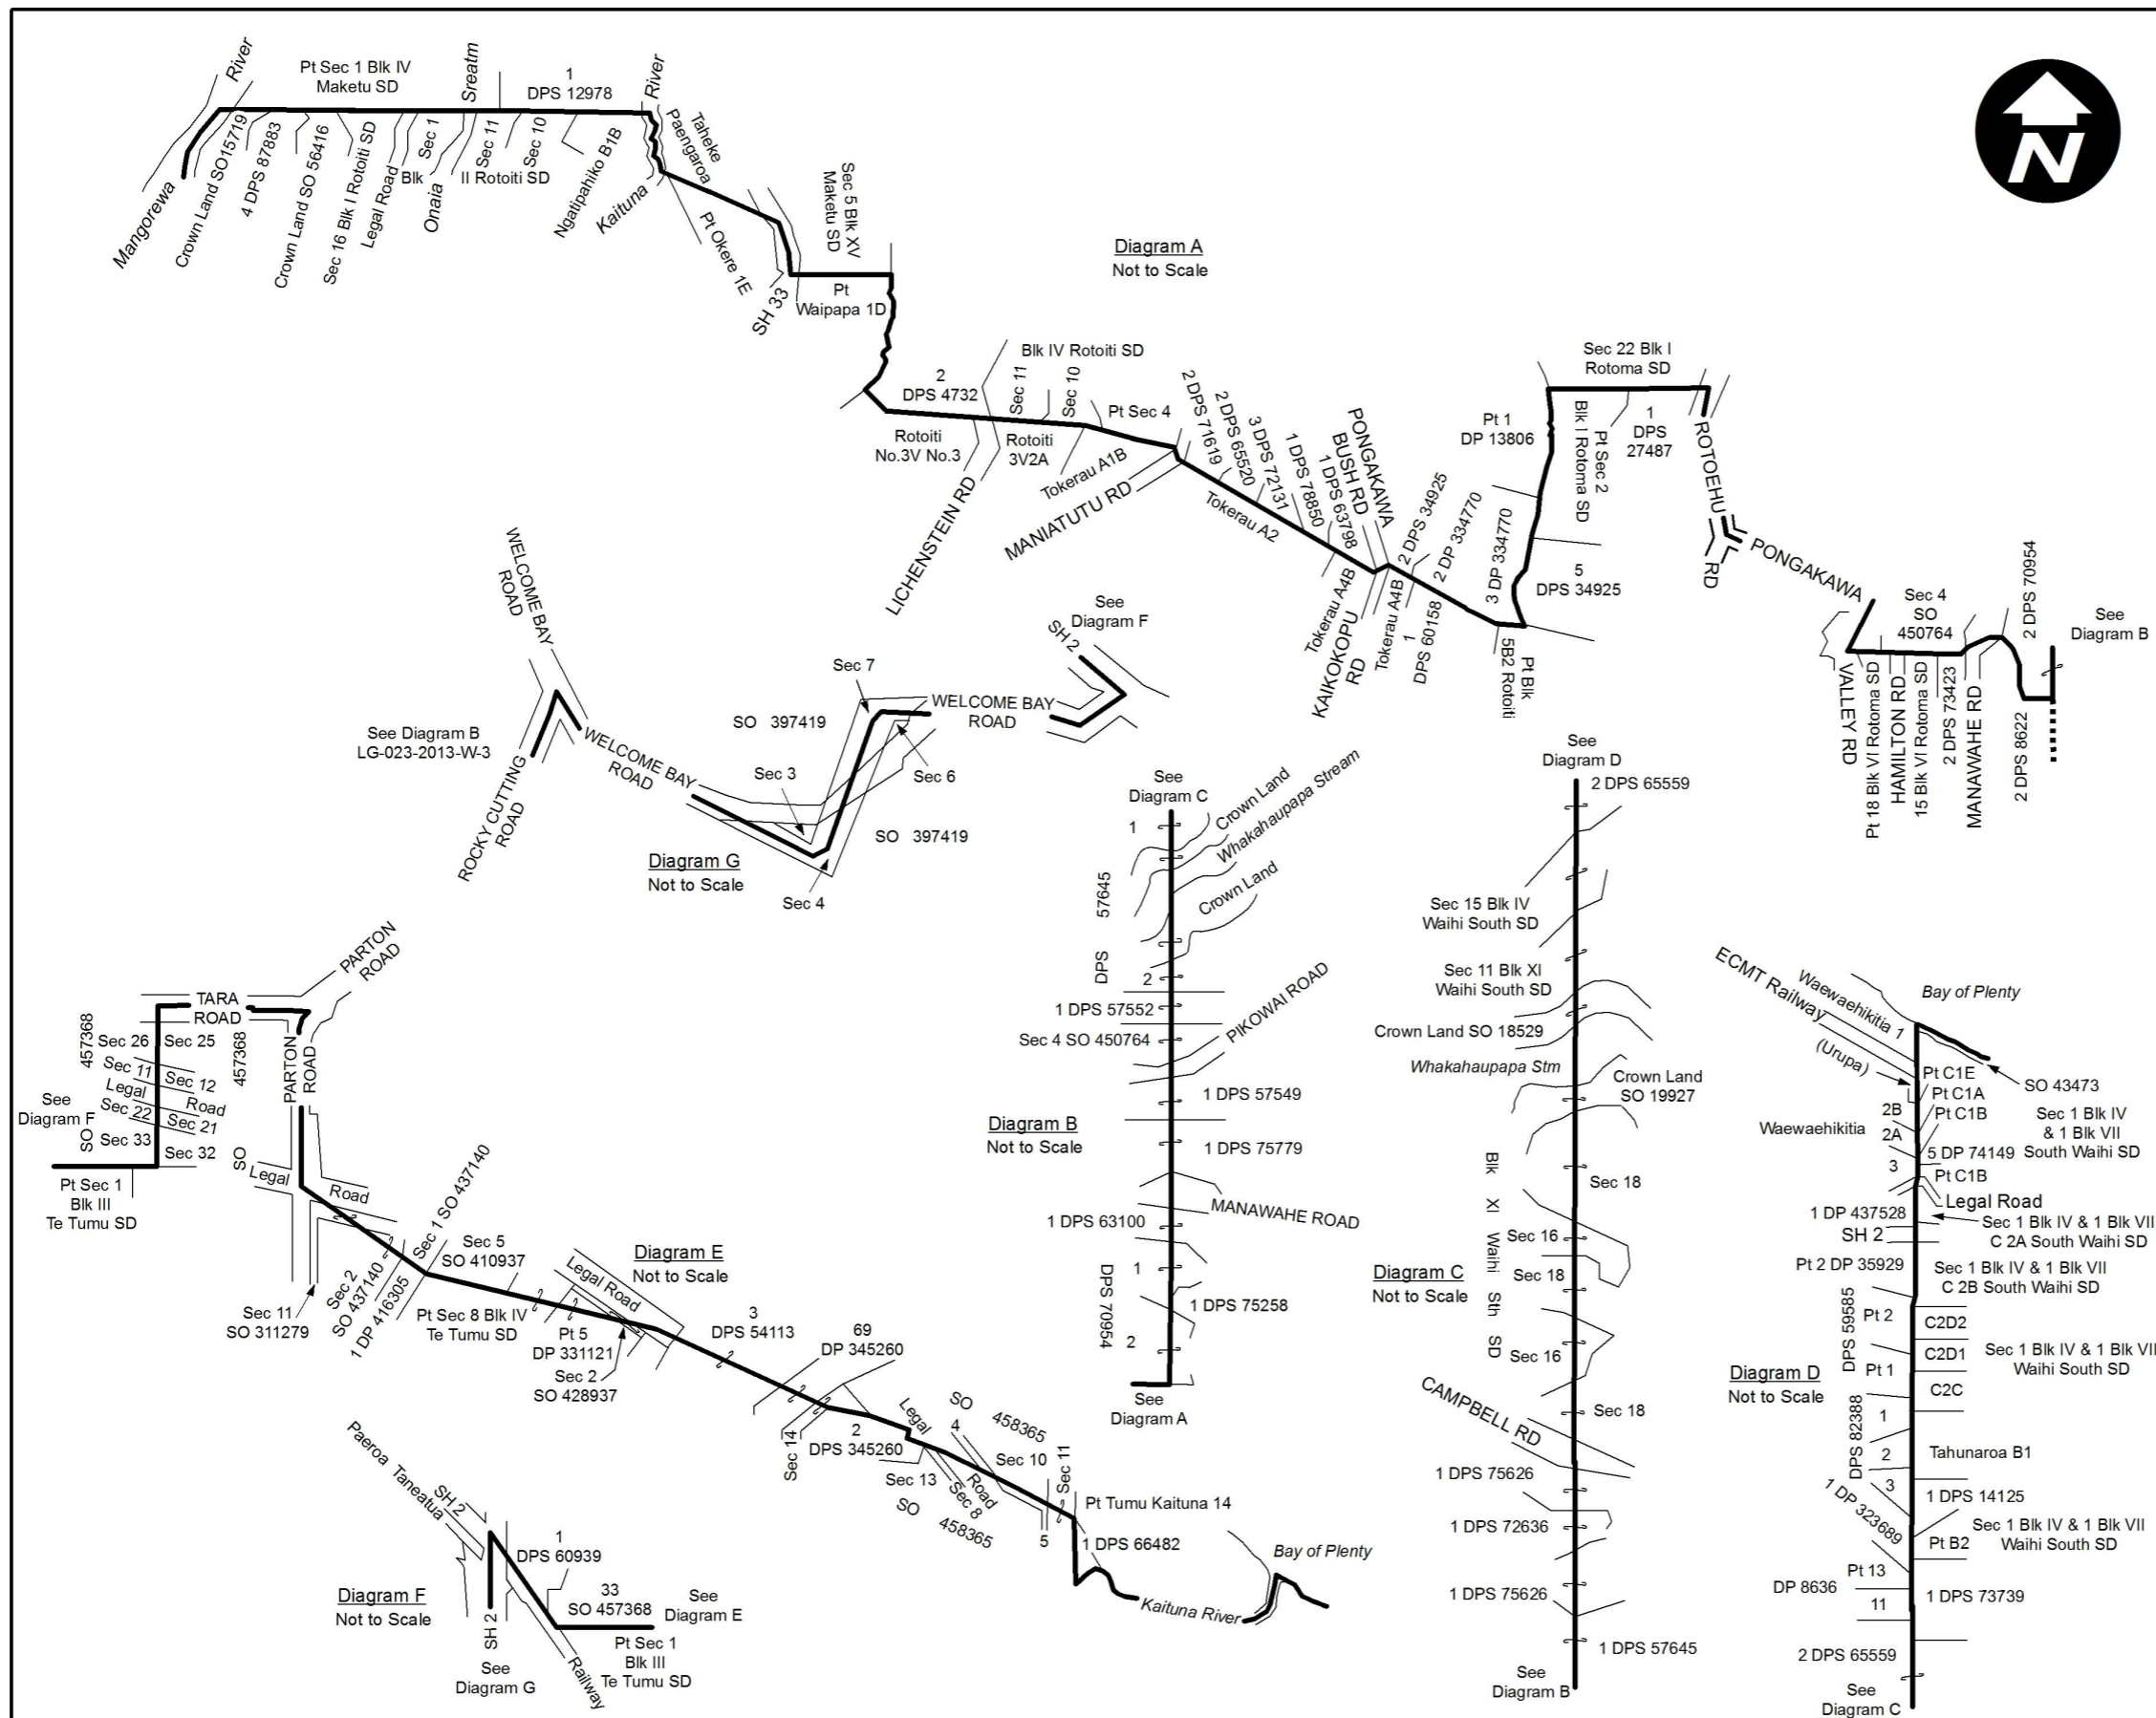 River
Pt Sec 1 Blk IV
Maketu SD
Sreatm
1
DPS 12978
River
Taheke
Paengaroa
Mangorewa
Crown Land SO15719
4 DPS 87883
Crown Land SO 56416
Sec 16 Blk I Rotoiti SD
Legal Road
Blk
Sec 1
Onaia
Sec 11
II Rotoiti SD
Sec 10
Ngatipahiko B1B
Kaituna
Pt Okere 1E
SH 33
Sec 5 Blk XV
Maketu SD
Pt
Waipapa 1D
Diagram A
Not to Scale
N
2
DPS 4732
Rotoiti
No.3V No.3
LICHENSTEIN RD
Blk IV Rotoiti SD
Sec 11
Sec 10
Rotoiti
3V2A
Pt Sec 4
Tokerau A1B
MANIATUTU RD
2 DPS 71619
2 DPS 65520
3 DPS 72131
1 DPS 78850
1 DPS 63798
Tokerau A2
PONGAKAWA
BUSH RD
Tokerau A4B
KAIKOKOPU
RD
Tokerau A4B
2 DPS 34925
2 DP 334770
1
DPS 60158
3 DP 334770
5B2 Rotoiti
Pt Blk
Pt 1
DP 13806
Blk I Rotoma SD
Pt Sec 2
5
DPS 34925
Sec 22 Blk I
Rotoma SD
1
DPS
27487
ROTOEHU
RD
PONGAKAWA
VALLEY RD
Pt 18 Blk VI Rotoma SD
HAMILTON RD
15 Blk VI Rotoma SD
Sec 4
SO
450764
2 DPS 73423
MANAWAHE RD
2 DPS 70954
2 DPS 8622
See
Diagram B
WELCOME BAY
ROAD
See Diagram B
LG-023-2013-W-3
ROCKY CUTTING
ROAD
WELCOME BAY
ROAD
SO 397419
Sec 7
Sec 3
Sec 6
SO 397419
Sec 4
WELCOME BAY
ROAD
SH 2
See
Diagram F
Diagram G
Not to Scale
See
Diagram C
1
Crown Land
Whakahaupapa Stream
Crown Land
57645
DPS
2
1 DPS 57552
Sec 4 SO 450764
PIKOWAI ROAD
1 DPS 57549
Diagram B
Not to Scale
1 DPS 75779
MANAWAHE ROAD
1 DPS 63100
1
1 DPS 75258
DPS 70954
2
See
Diagram A
See
Diagram D
2 DPS 65559
Sec 15 Blk IV
Waihi South SD
Sec 11 Blk XI
Waihi South SD
Crown Land SO 18529
Whakahaupapa Stm
Crown Land
SO 19927
Blk
XI
Waihi
Sth
SD
Sec 18
Sec 16
Sec 18
Sec 16
Sec 18
Diagram C
Not to Scale
CAMPBELL RD
1 DPS 75626
1 DPS 72636
1 DPS 75626
1 DPS 57645
See
Diagram B
ECMT Railway
Waewaehikitia 1
(Urupa)
Bay of Plenty
SO 43473
Pt C1E
Pt C1A
Pt C1B
2B
2A
Waewaehikitia
3
5 DP 74149
Pt C1B
Sec 1 Blk IV
& 1 Blk VII
South Waihi SD
Legal Road
1 DP 437528
Sec 1 Blk IV & 1 Blk VII
C 2A South Waihi SD
SH 2
Pt 2 DP 35929
Sec 1 Blk IV & 1 Blk VII
C 2B South Waihi SD
DPS 59585
Pt 2
C2D2
C2D1
Pt 1
Sec 1 Blk IV & 1 Blk VII
Waihi South SD
C2C
Diagram D
Not to Scale
DPS 82388
1
2
3
Tahunaroa B1
1 DPS 14125
1 DP 323689
Sec 1 Blk IV & 1 Blk VII
Waihi South SD
Pt B2
Pt 13
DP 8636
11
1 DPS 73739
2 DPS 65559
See
Diagram C
PARTON
ROAD
TARA
ROAD
457368
Sec 26
Sec 25
Sec 11
Sec 12
Legal
Road
Sec 22
Sec 21
Sec 33
Sec 32
SO
457368
SO
See
Diagram F
Pt Sec 1
Blk III
Te Tumu SD
PARTON
ROAD
Legal
Road
Sec 11
SO 311279
Sec 2
SO 437140
1 DP 416305
Sec 1 SO 437140
Sec 5
SO 410937
Pt Sec 8 Blk IV
Te Tumu SD
Legal Road
Pt 5
DP 331121
Sec 2
SO 428937
Diagram E
Not to Scale
3
DPS 54113
69
DP 345260
Sec 14
2
DPS 345260
Legal
Road
Sec 13
SO
458365
Sec 8
SO
458365
4
Sec 10
5
Sec 11
Pt Tumu Kaituna 14
1 DPS 66482
Kaituna River
Bay of Plenty
Paeroa Taneatua
SH 2
1
DPS 60939
33
SO 457368
See
Diagram E
Diagram F
Not to Scale
SH 2
See
Diagram G
Pt Sec 1
Blk III
Te Tumu SD
Railway